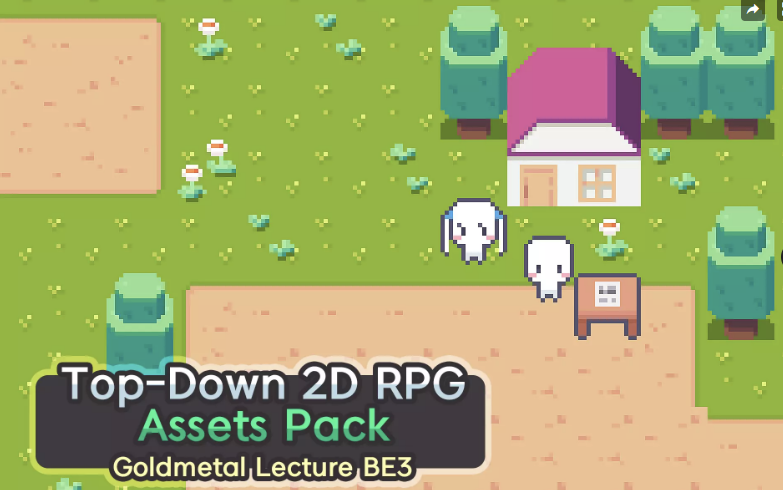 Top-Down 2D RPG
Assets Pack
Goldmetal Lecture BE3